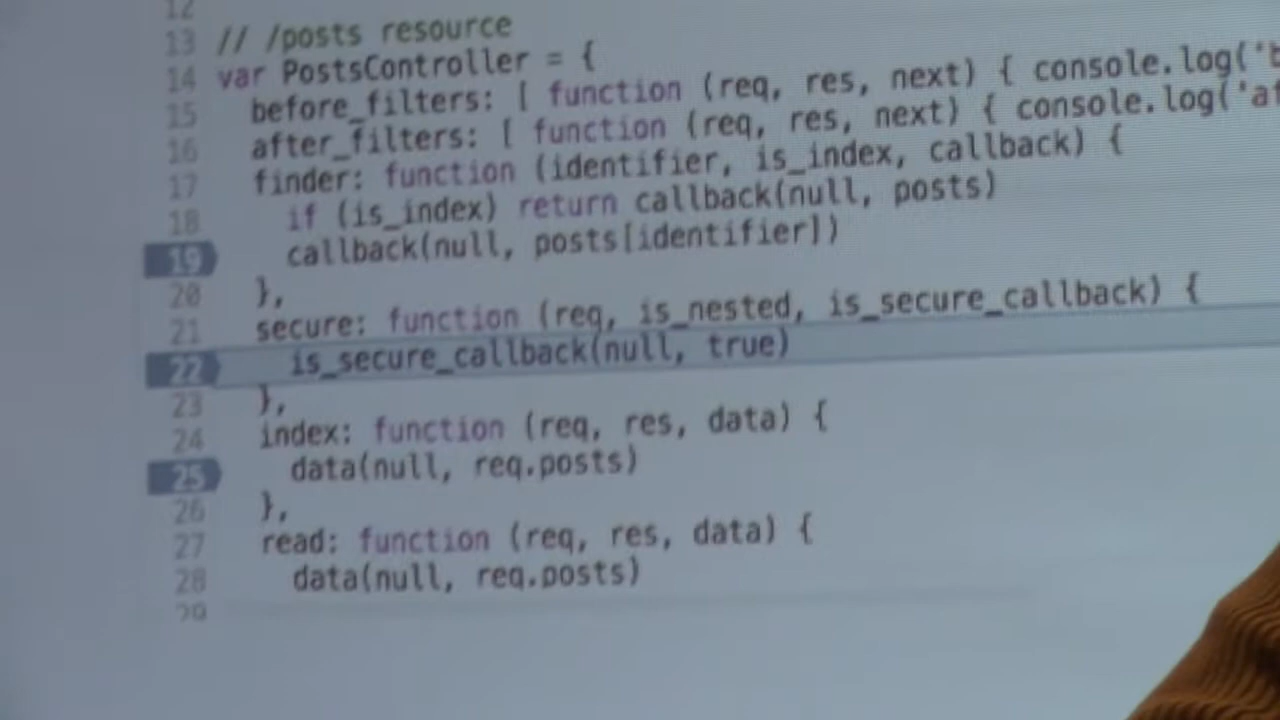 12
13 // /posts resource
14 var PostsController = {
15 before_filters: [ function (req, res, next) { console.log('b
16 after_filters: [ function (req, res, next) { console.log('af
17 finder: function (identifier, is_index, callback) {
18 if (is_index) return callback(null, posts)
19 callback(null, posts[identifier])
20 },
21 secure: function (req, is_nested, is_secure_callback) {
22 is_secure_callback(null, true)
23 },
24 index: function (req, res, data) {
25 data(null, req.posts)
26 },
27 read: function (req, res, data) {
28 data(null, req.posts)
29